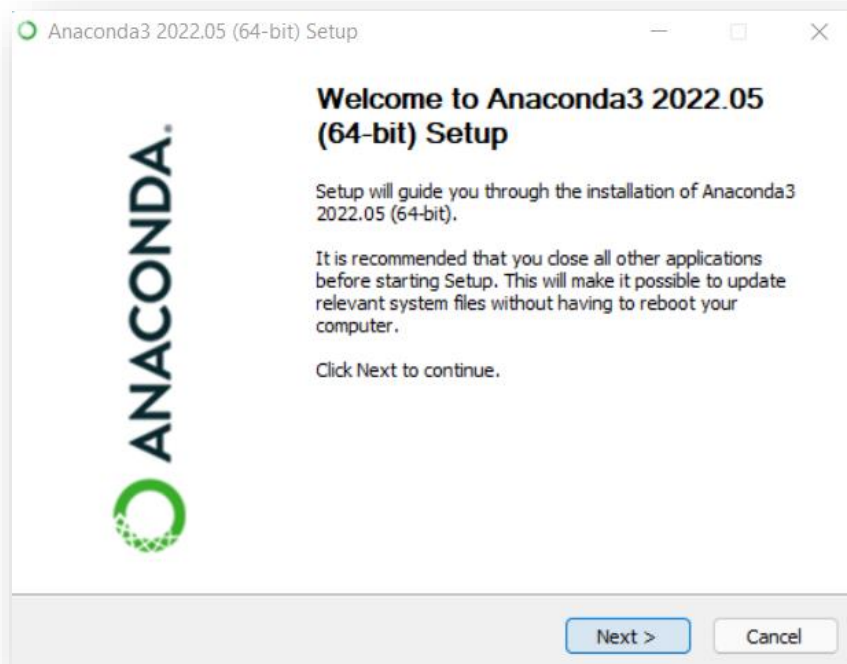 Anaconda3 2022.05 (64-bit) Setup
Welcome to Anaconda3 2022.05
(64-bit) Setup
Setup will guide you through the installation of Anaconda3
2022.05 (64-bit).
It is recommended that you close all other applications
before starting Setup. This will make it possible to update
relevant system files without having to reboot your
computer.
Click Next to continue.
ANACONDA.
Next >
Cancel